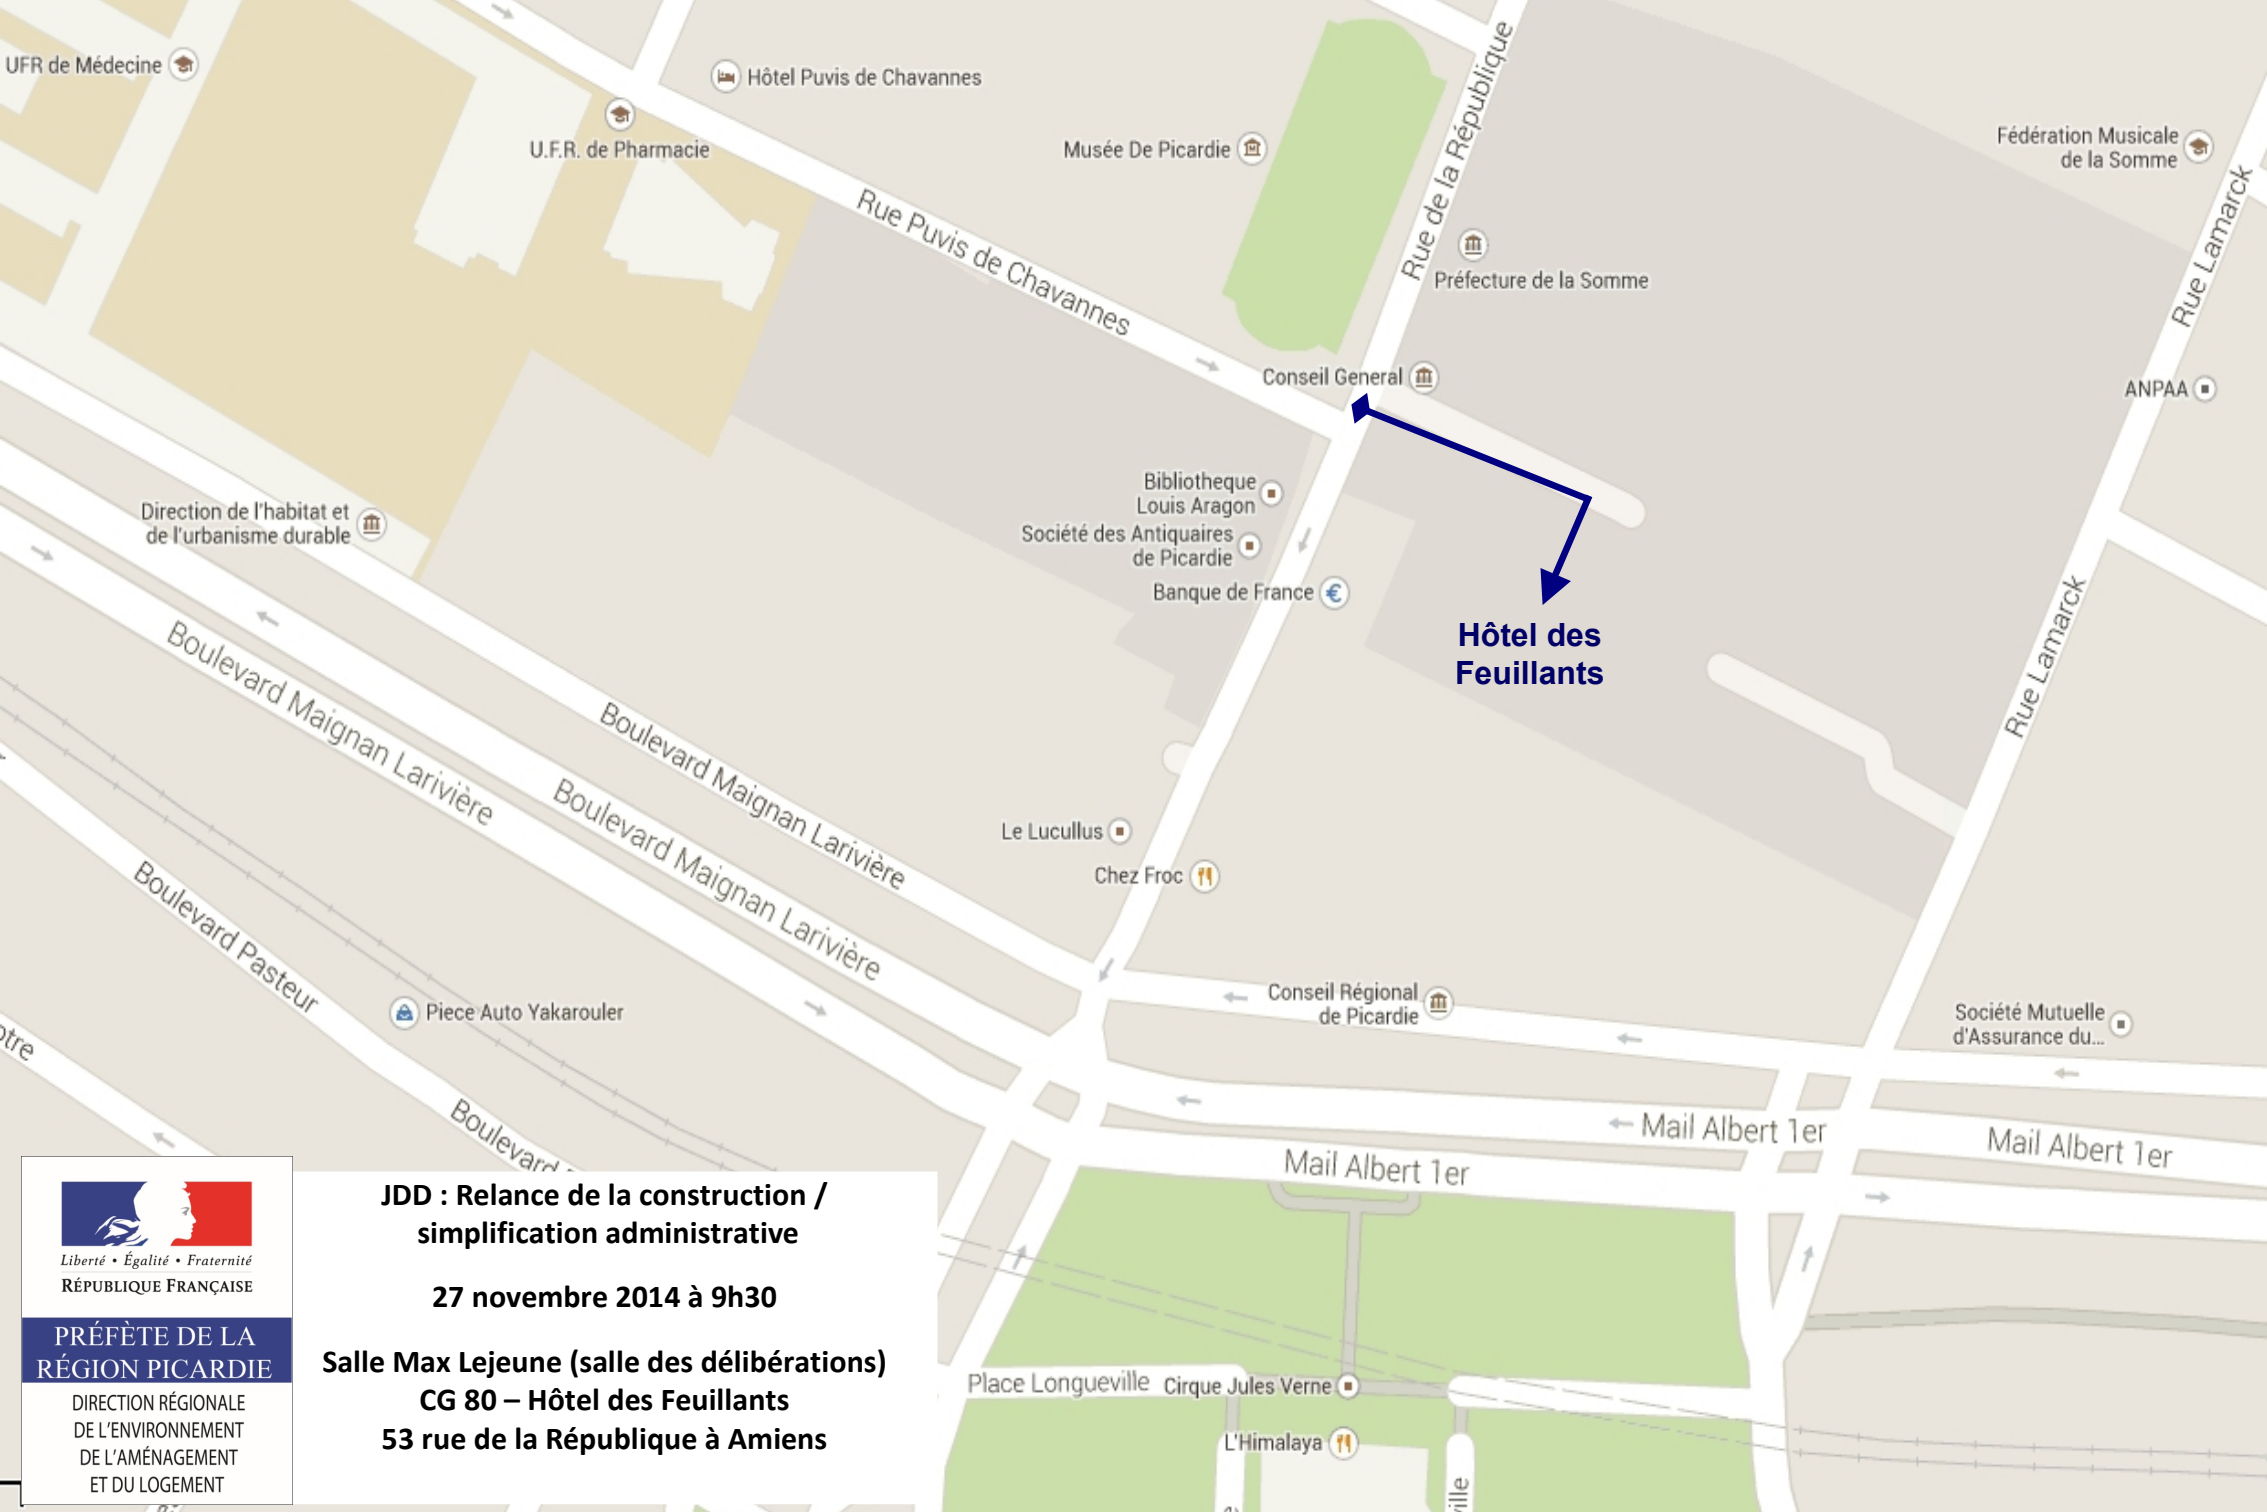 UFR de Médecine
Hôtel Puvis de Chavannes
U.F.R. de Pharmacie
Musée De Picardie
Rue de la République
Fédération Musicale
de la Somme
Rue Lamarck
Rue Puvis de Chavannes
Préfecture de la Somme
Conseil General
ANPAA
Bibliotheque
Louis Aragon
Société des Antiquaires
de Picardie
Banque de France
Direction de l'habitat et
de l'urbanisme durable
Hôtel des
Feuillants
Rue Lamarck
Boulevard Maignan Larivière
Boulevard Maignan Larivière
Boulevard Maignan Larivière
Le Lucullus
Chez Froc
Boulevard Pasteur
Piece Auto Yakarouler
Conseil Régional
de Picardie
Société Mutuelle
d'Assurance du...
otre
Boulevard
Mail Albert 1er
Mail Albert 1er
Mail Albert 1er
Place Longueville
Cirque Jules Verne
L'Himalaya
ille
Liberté • Égalité • Fraternité
RÉPUBLIQUE FRANÇAISE
PRÉFÈTE DE LA
RÉGION PICARDIE
DIRECTION RÉGIONALE
DE L'ENVIRONNEMENT
DE L'AMÉNAGEMENT
ET DU LOGEMENT
JDD : Relance de la construction /
simplification administrative
27 novembre 2014 à 9h30
Salle Max Lejeune (salle des délibérations)
CG 80 – Hôtel des Feuillants
53 rue de la République à Amiens